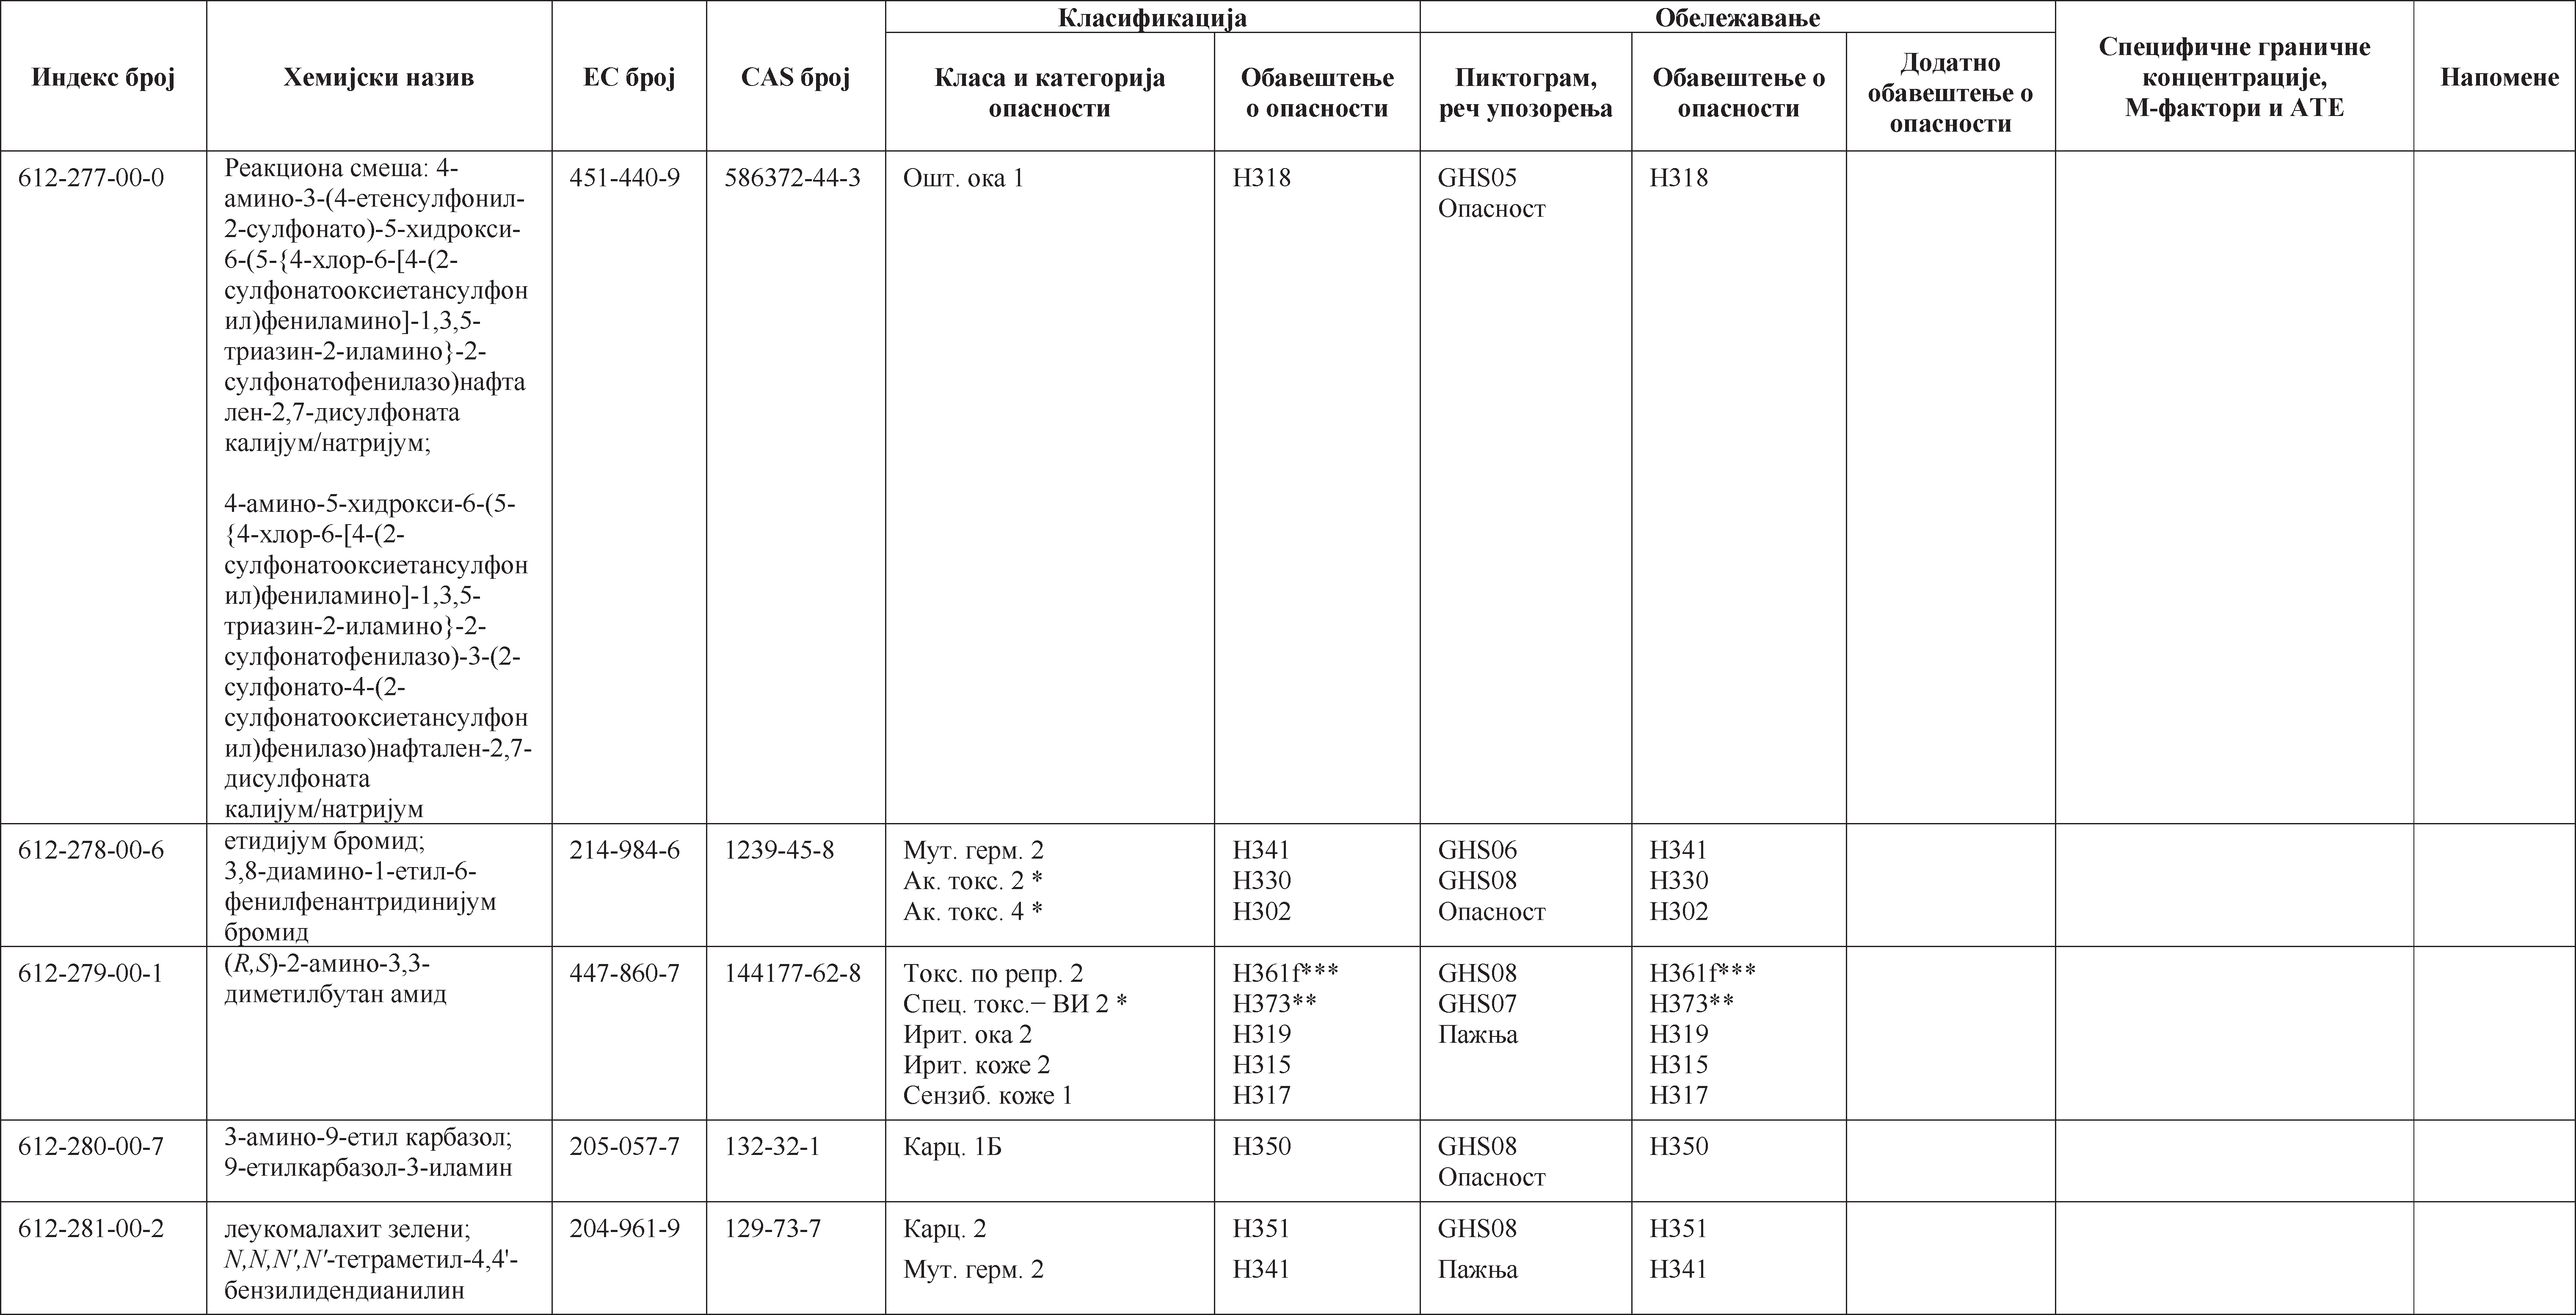 Класификација
Обележавање
Индекс број
Хемијски назив
ЕС број
CAS број
Класа и категорија
опасности
Обавештење
о опасности
Пиктограм,
реч упозорења
Обавештење о
опасности
Додатно
обавештење о
опасности
Специфичне граничне
концентрације,
М-фактори и АТЕ
Напомене
612-277-00-0
Реакциона смеша: 4-
амино-3-(4-етенсулфонил-
2-сулфонато)-5-хидрокси-
6-(5-{4-хлор-6-[4-(2-
сулфонатооксиетансулфон
ил)фениламино]-1,3,5-
триазин-2-иламино}-2-
сулфонатофенилазо)нафта
лен-2,7-дисулфоната
калијум/натријум;
4-амино-5-хидрокси-6-(5-
{4-хлор-6-[4-(2-
сулфонатооксиетансулфон
ил)фениламино]-1,3,5-
триазин-2-иламино}-2-
сулфонатофенилазо)-3-(2-
сулфонато-4-(2-
сулфонатооксиетансулфон
ил)фенилазо)нафтален-2,7-
дисулфоната
калијум/натријум
451-440-9
586372-44-3
Ошт. ока 1
H318
GHS05
Опасност
H318
612-278-00-6
етидијум бромид;
3,8-диамино-1-етил-6-
фенилфенантридинијум
бромид
214-984-6
1239-45-8
Мут. герм. 2
Ак. токс. 2 *
Ак. токс. 4 *
H341
H330
H302
GHS06
GHS08
Опасност
H341
H330
H302
612-279-00-1
(R,S)-2-амино-3,3-
диметилбутан амид
447-860-7
144177-62-8
Токс. по репр. 2
Спец. токс.− ВИ 2 *
Ирит. ока 2
Ирит. коже 2
Сензиб. коже 1
H361f***
H373**
H319
H315
H317
GHS08
GHS07
Пажња
H361f***
H373**
H319
H315
H317
612-280-00-7
3-амино-9-етил карбазол;
9-етилкарбазол-3-иламин
205-057-7
132-32-1
Карц. 1Б
H350
GHS08
Опасност
H350
612-281-00-2
леукомалахит зелени;
N,N,N',N'-тетраметил-4,4'-
бензилидендианилин
204-961-9
129-73-7
Карц. 2
Мут. герм. 2
H351
H341
GHS08
Пажња
H351
H341